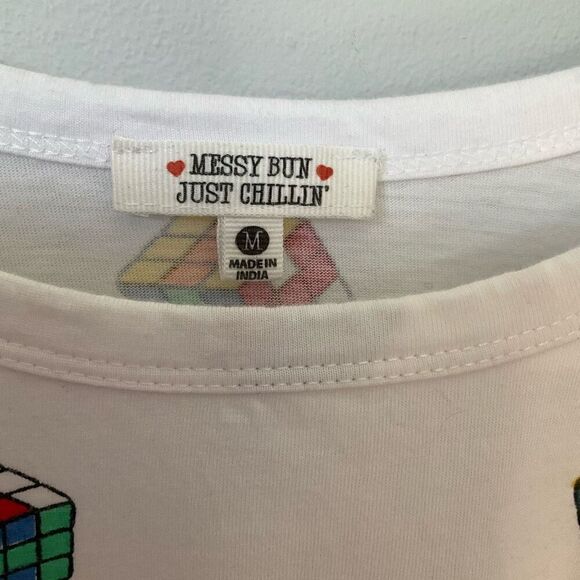 MESSY BUN
JUST CHILLIN'
M
MADE IN
INDIA